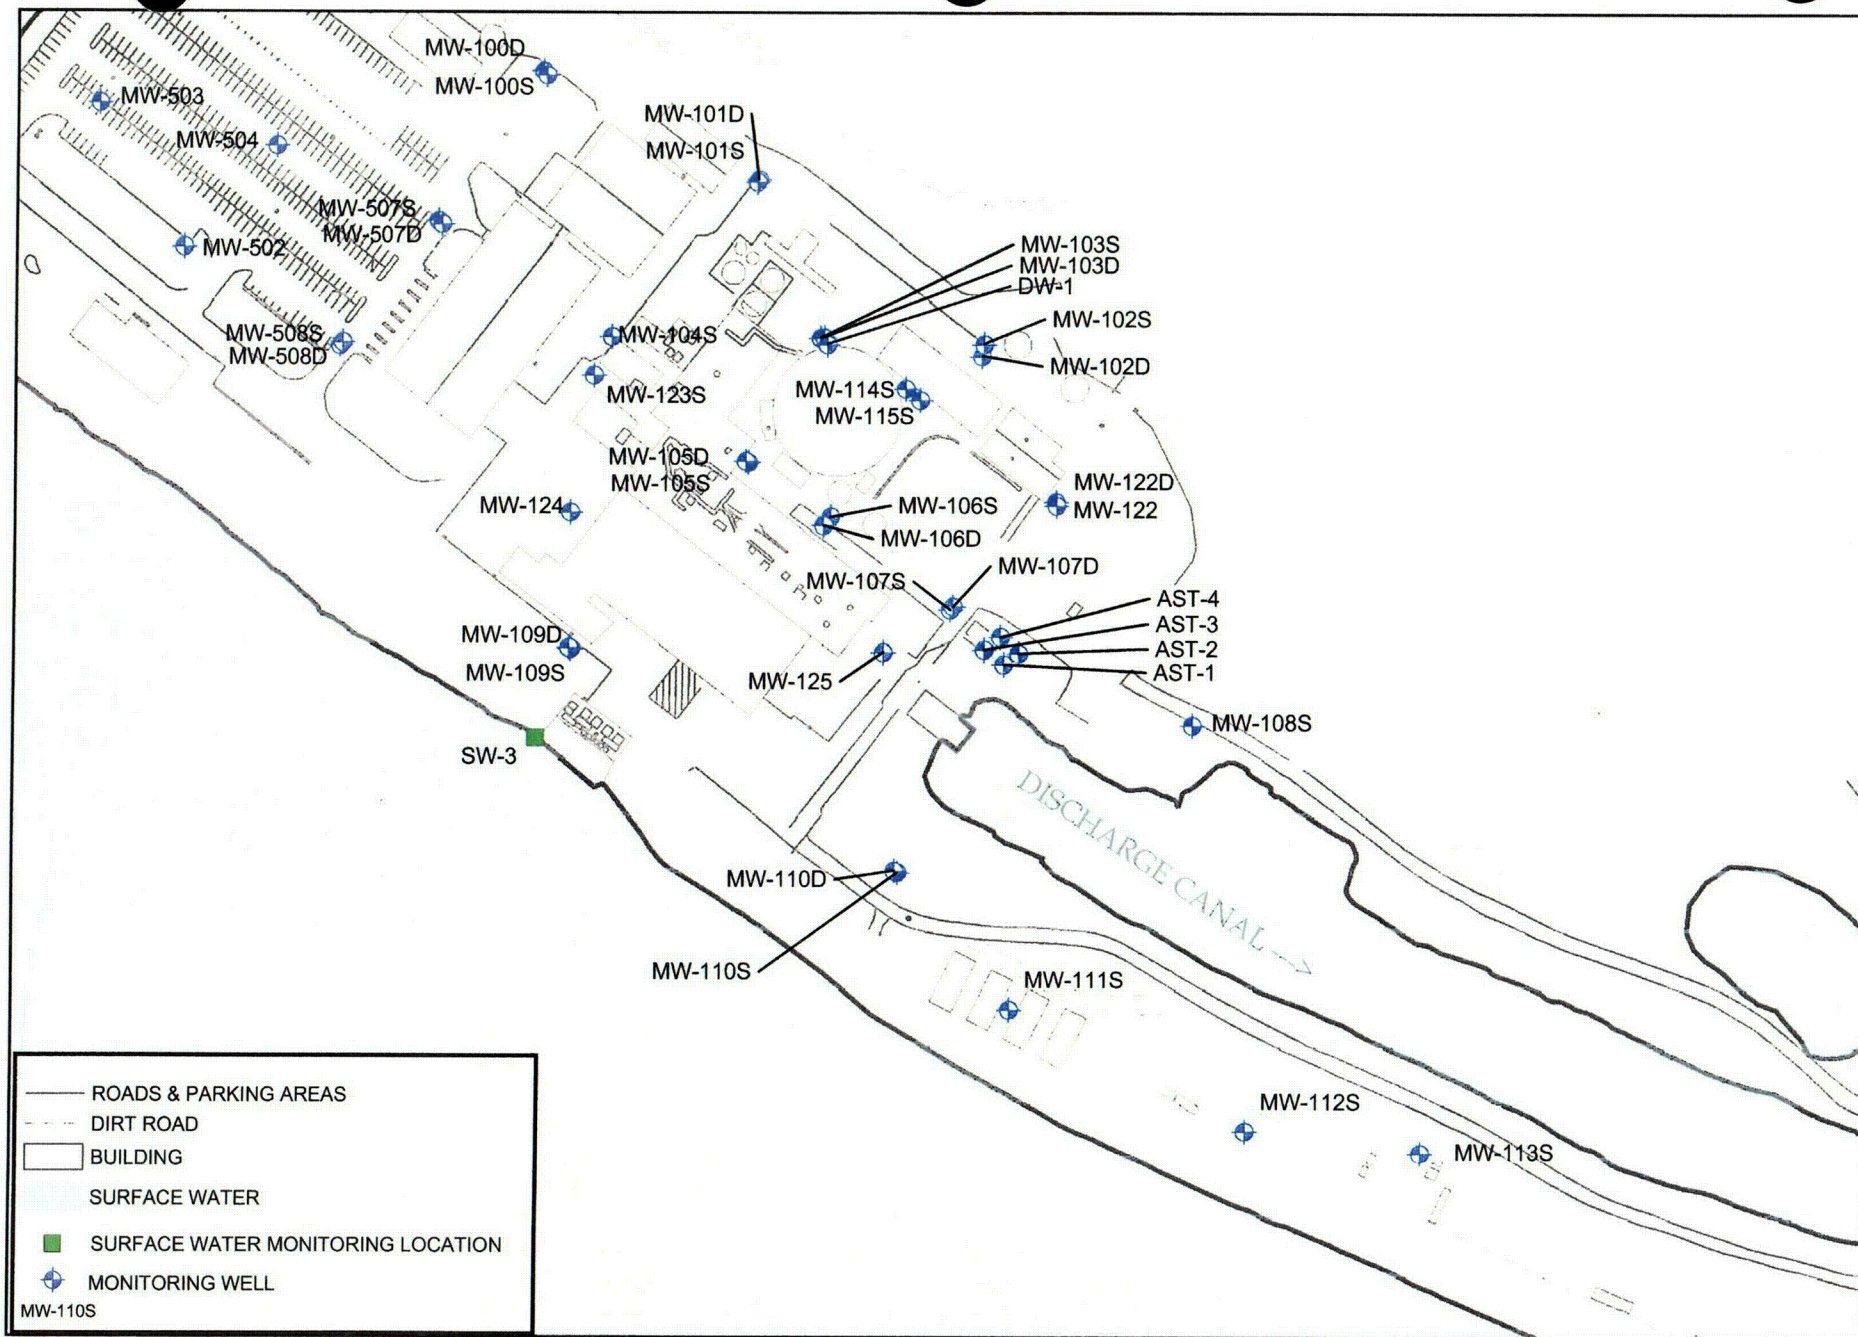 MW-100D
MW-100S
MW-503
MW-504
MW-101D
MW-101S
MW-507S
MW-507D
MW-502
MW-103S
MW-103D
DW-1
MW-102S
MW-102D
MW-508S
MW-508D
MW-104S
MW-123S
MW-114S
MW-115S
MW-105D
MW-105S
MW-122D
MW-122
MW-124
MW-106S
MW-106D
MW-107S
MW-107D
AST-4
AST-3
AST-2
AST-1
MW-109D
MW-109S
MW-125
MW-108S
SW-3
DISCHARGE CANAL
MW-110D
MW-110S
MW-111S
MW-112S
MW-113S
ROADS & PARKING AREAS
DIRT ROAD
BUILDING
SURFACE WATER
SURFACE WATER MONITORING LOCATION
MONITORING WELL
MW-110S